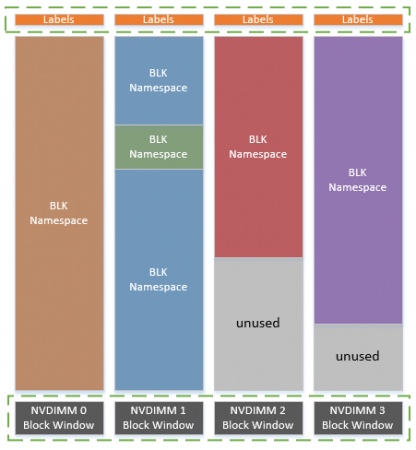 Labels
Labels
Labels
Labels
BLK
Namespace
BLK
Namespace
BLK
Namespace
BLK
Namespace
BLK
Namespace
BLK
Namespace
unused
unused
NVDIMM 0
Block Window
NVDIMM 1
Block Window
NVDIMM 2
Block Window
NVDIMM 3
Block Window